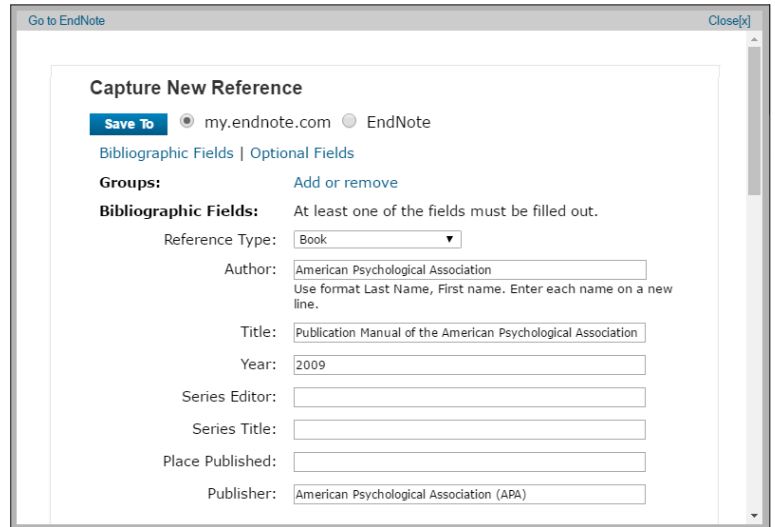 Go to EndNote Close[x]
Capture New Reference
Save To my.endnote.com EndNote
Bibliographic Fields | Optional Fields
Groups: Add or remove
Bibliographic Fields: At least one of the fields must be filled out.
Reference Type: Book
Author: American Psychological Association
Use format Last Name, First name. Enter each name on a new
line.
Title: Publication Manual of the American Psychological Association
Year: 2009
Series Editor:
Series Title:
Place Published:
Publisher: American Psychological Association (APA)